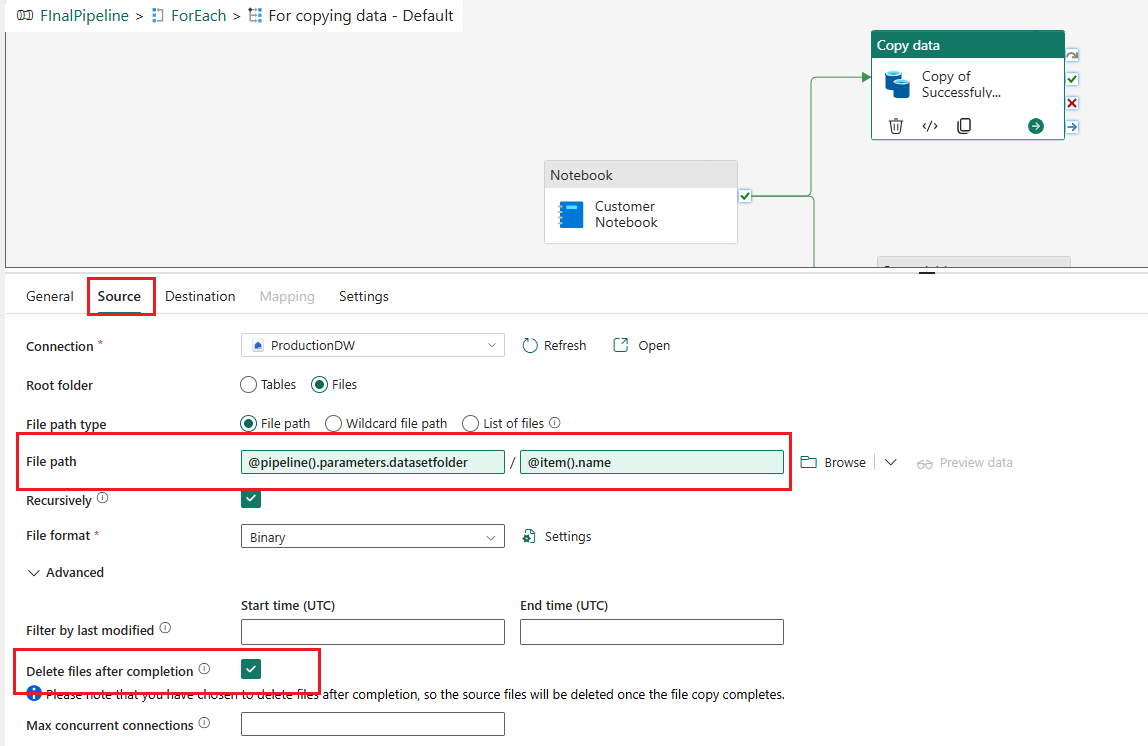 FInalPipeline > ForEach > For copying data - Default
Copy data
Copy of
Successfuly...
Notebook
Customer
Notebook
General Source Destination Mapping Settings
Connection * ProductionDW Refresh Open
Root folder Tables Files
File path type File path Wildcard file path List of files
File path @pipeline().parameters.datasetfolder / @item().name Browse Preview data
Recursively
File format * Binary Settings
Advanced
Start time (UTC) End time (UTC)
Filter by last modified
Delete files after completion
Please note that you have chosen to delete files after completion, so the source files will be deleted once the file copy completes.
Max concurrent connections